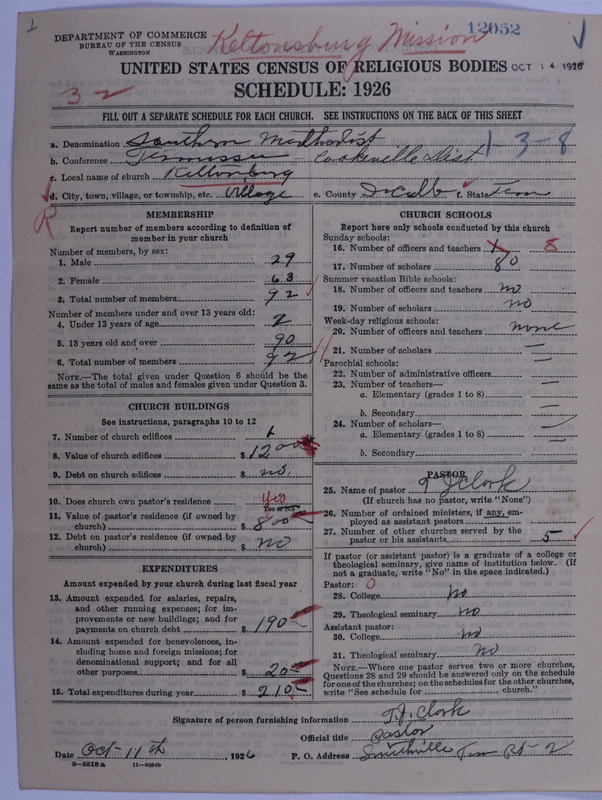 1
DEPARTMENT OF COMMERCE
BUREAU OF THE CENSUS
WASHINGTON
Keltonsburg Mission
12052
UNITED STATES CENSUS OF RELIGIOUS BODIES OCT 14 1926
SCHEDULE: 1926
32
FILL OUT A SEPARATE SCHEDULE FOR EACH CHURCH. SEE INSTRUCTIONS ON THE BACK OF THIS SHEET
a. Denomination Southern Methodist 1-3-8
b. Conference Tennessee Cookeville Dist
c. Local name of church Keltonburg
d. City, town, village, or township, etc. Village e. County DeCalb f. State Tenn
R
MEMBERSHIP
Report number of members according to definition of member in your church
Number of members, by sex:
1. Male 29
2. Female 63
3. Total number of members 92
Number of members under and over 13 years old:
4. Under 13 years of age 2
5. 13 years old and over 90
6. Total number of members 92
NOTE.—The total given under Question 6 should be the
same as the total of males and females given under Question 3.
CHURCH BUILDINGS
See instructions, paragraphs 10 to 12
7. Number of church edifices 1
8. Value of church edifices $ 1200
9. Debt on church edifices $ no
10. Does church own pastor's residence yes
Yes or No
11. Value of pastor's residence (if owned by
church) $ 800
12. Debt on pastor's residence (if owned by
church) $ no
EXPENDITURES
Amount expended by your church during last fiscal year
13. Amount expended for salaries, repairs,
and other running expenses; for im-
provements or new buildings; and for
payments on church debt $ 190
14. Amount expended for benevolences, in-
cluding home and foreign missions; for
denominational support; and for all
other purposes $ 20
15. Total expenditures during year $ 210
CHURCH SCHOOLS
Report here only schools conducted by this church
Sunday schools:
16. Number of officers and teachers 8
17. Number of scholars 80
Summer vacation Bible schools:
18. Number of officers and teachers no
19. Number of scholars no
Week-day religious schools:
20. Number of officers and teachers none
21. Number of scholars —
Parochial schools:
22. Number of administrative officers —
23. Number of teachers—
a. Elementary (grades 1 to 8) —
b. Secondary —
24. Number of scholars—
a. Elementary (grades 1 to 8) —
b. Secondary —
PASTOR
25. Name of pastor T J Clark
(If church has no pastor, write "None")
26. Number of ordained ministers, if any, em-
ployed as assistant pastors
27. Number of other churches served by the
pastor or his assistants 5
If pastor (or assistant pastor) is a graduate of a college or
theological seminary, give name of institution below. (If
not a graduate, write "No" in the space indicated.)
Pastor: 0
28. College No
29. Theological seminary no
Assistant pastor:
30. College no
31. Theological seminary no
NOTE.—Where one pastor serves two or more churches,
Questions 28 and 29 should be answered only on the schedule
for one of the churches; on the schedules for the other churches,
write "See schedule for church."
Signature of person furnishing information T.J. Clark
Official title Pastor
Date Oct 11th, 1926 P. O. Address Smithville Tenn Rt 2
9-5518a 11-9564b